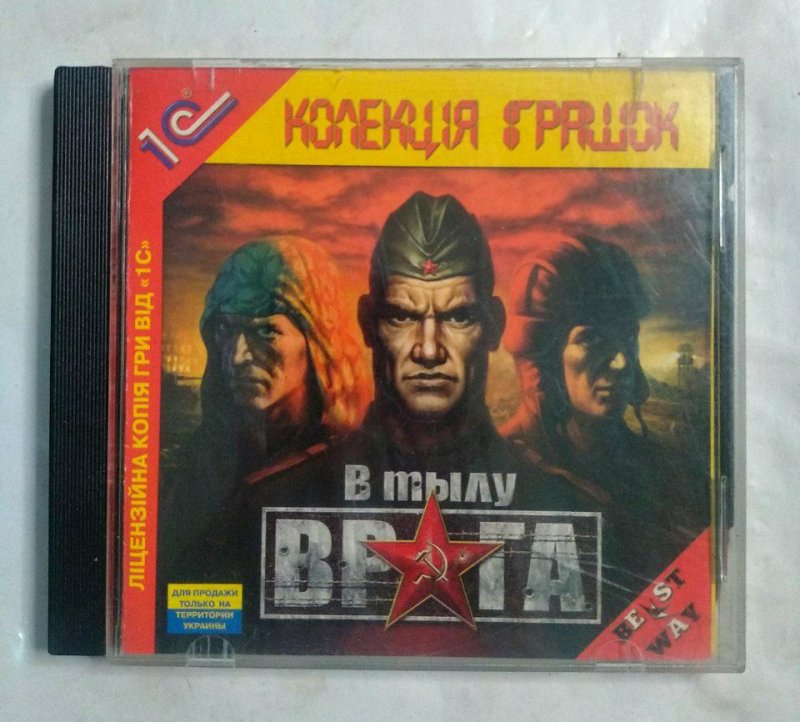 1С®
КОЛЕКЦІЯ ІГРАШОК
ЛІЦЕНЗІЙНА КОПІЯ ГРИ ВІД «1С»
В тылу
ВРАГА
ДЛЯ ПРОДАЖИ
ТОЛЬКО НА
ТЕРРИТОРИИ
УКРАИНЫ
BEST
WAY